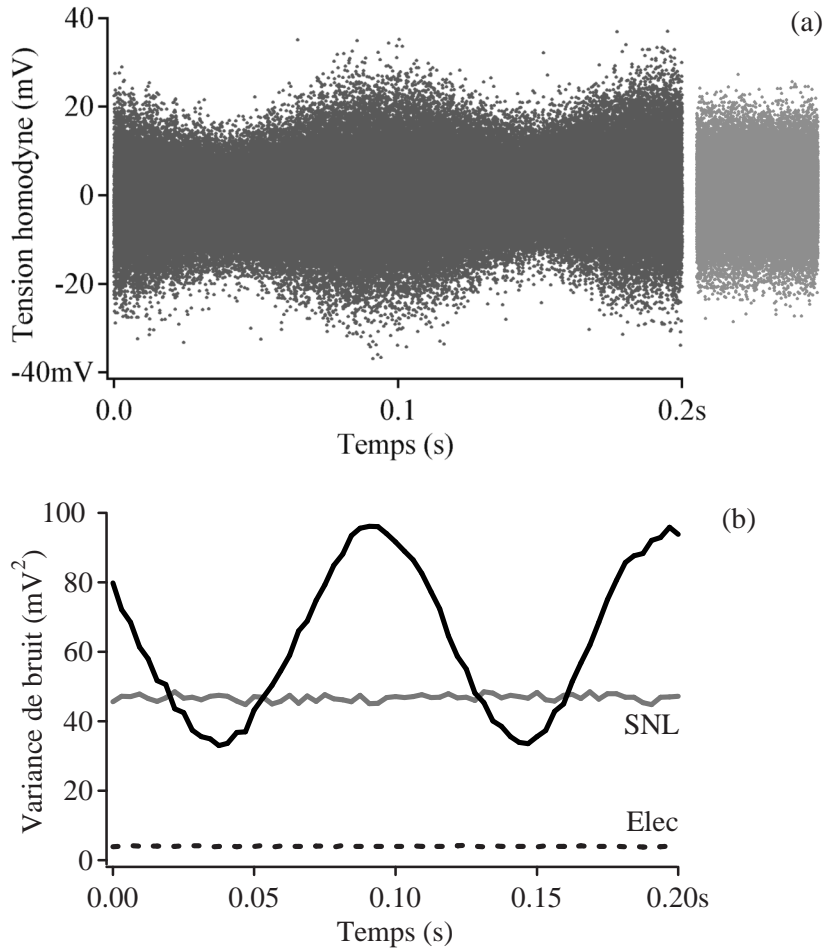 (a)
40
20
0
-20
-40mV
Tension homodyne (mV)
0.0
0.1
0.2s
Temps (s)
(b)
100
80
60
40
20
0
Variance de bruit (mV²)
SNL
Elec
0.00
0.05
0.10
0.15
0.20s
Temps (s)